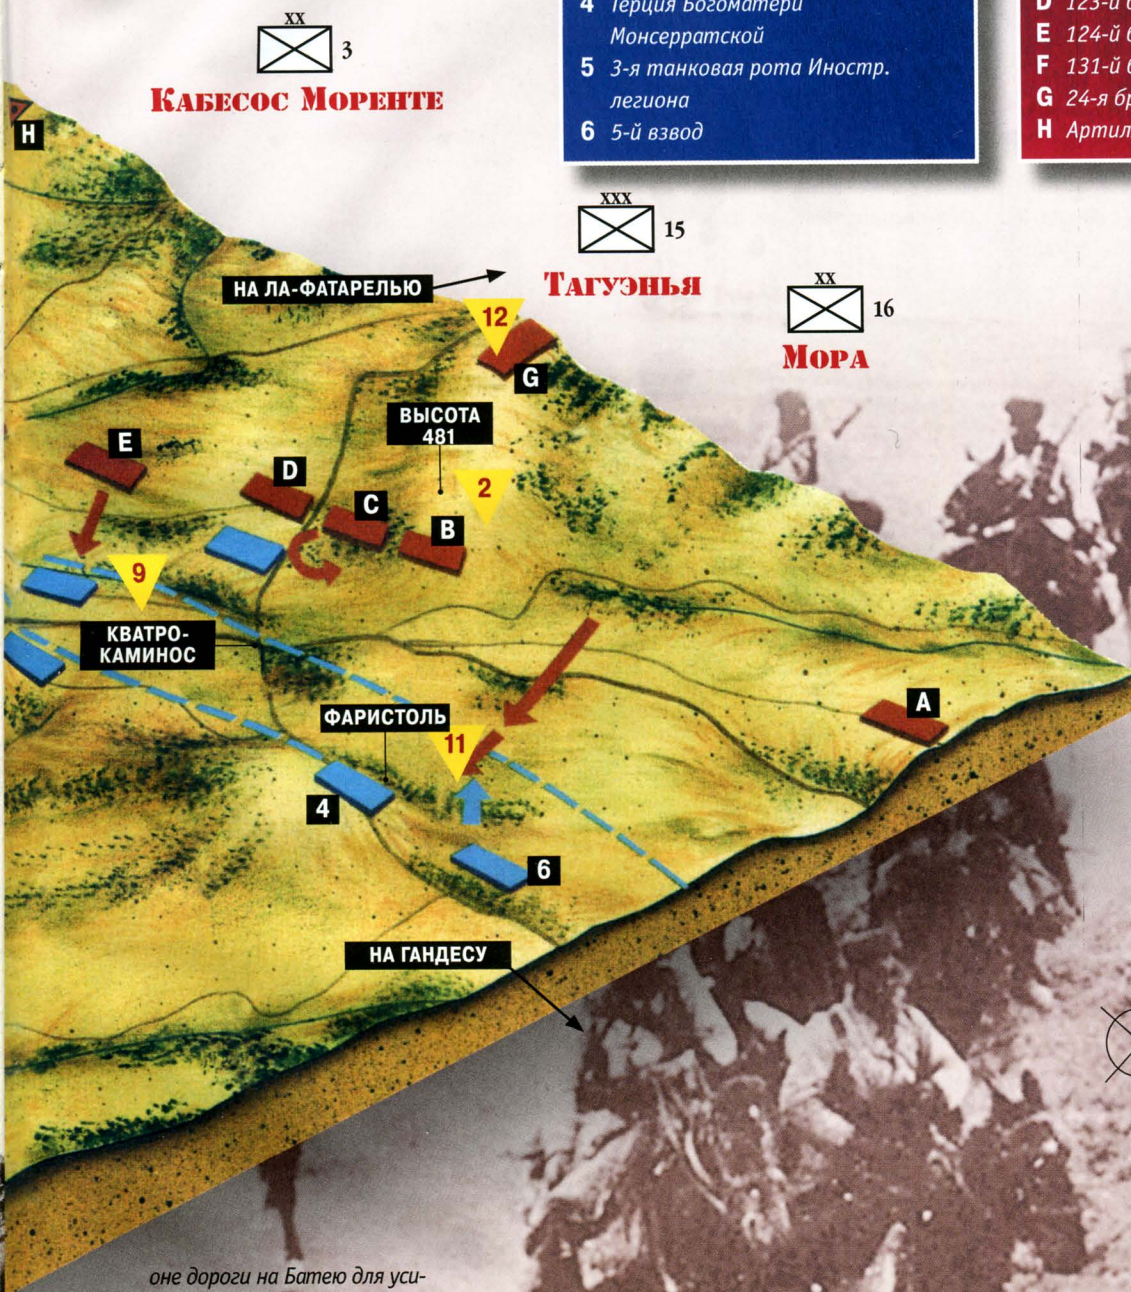 XX
3
КАБЕСОС МОРЕНТЕ
4 Терция Богоматери
Монсерратской
5 3-я танковая рота Иностр.
легиона
6 5-й взвод
D 123-й
E 124-й
F 131-й
G 24-я
H
XXX
15
ТАГУЭНЬЯ
XX
16
МОРА
H
НА ЛА-ФАТАРЕЛЬЮ
12
G
ВЫСОТА
481
E
D
C
2
B
9
КВАТРО-
КАМИНОС
A
ФАРИСТОЛЬ
11
4
6
НА ГАНДЕСУ
оне дороги на Батею для уси-